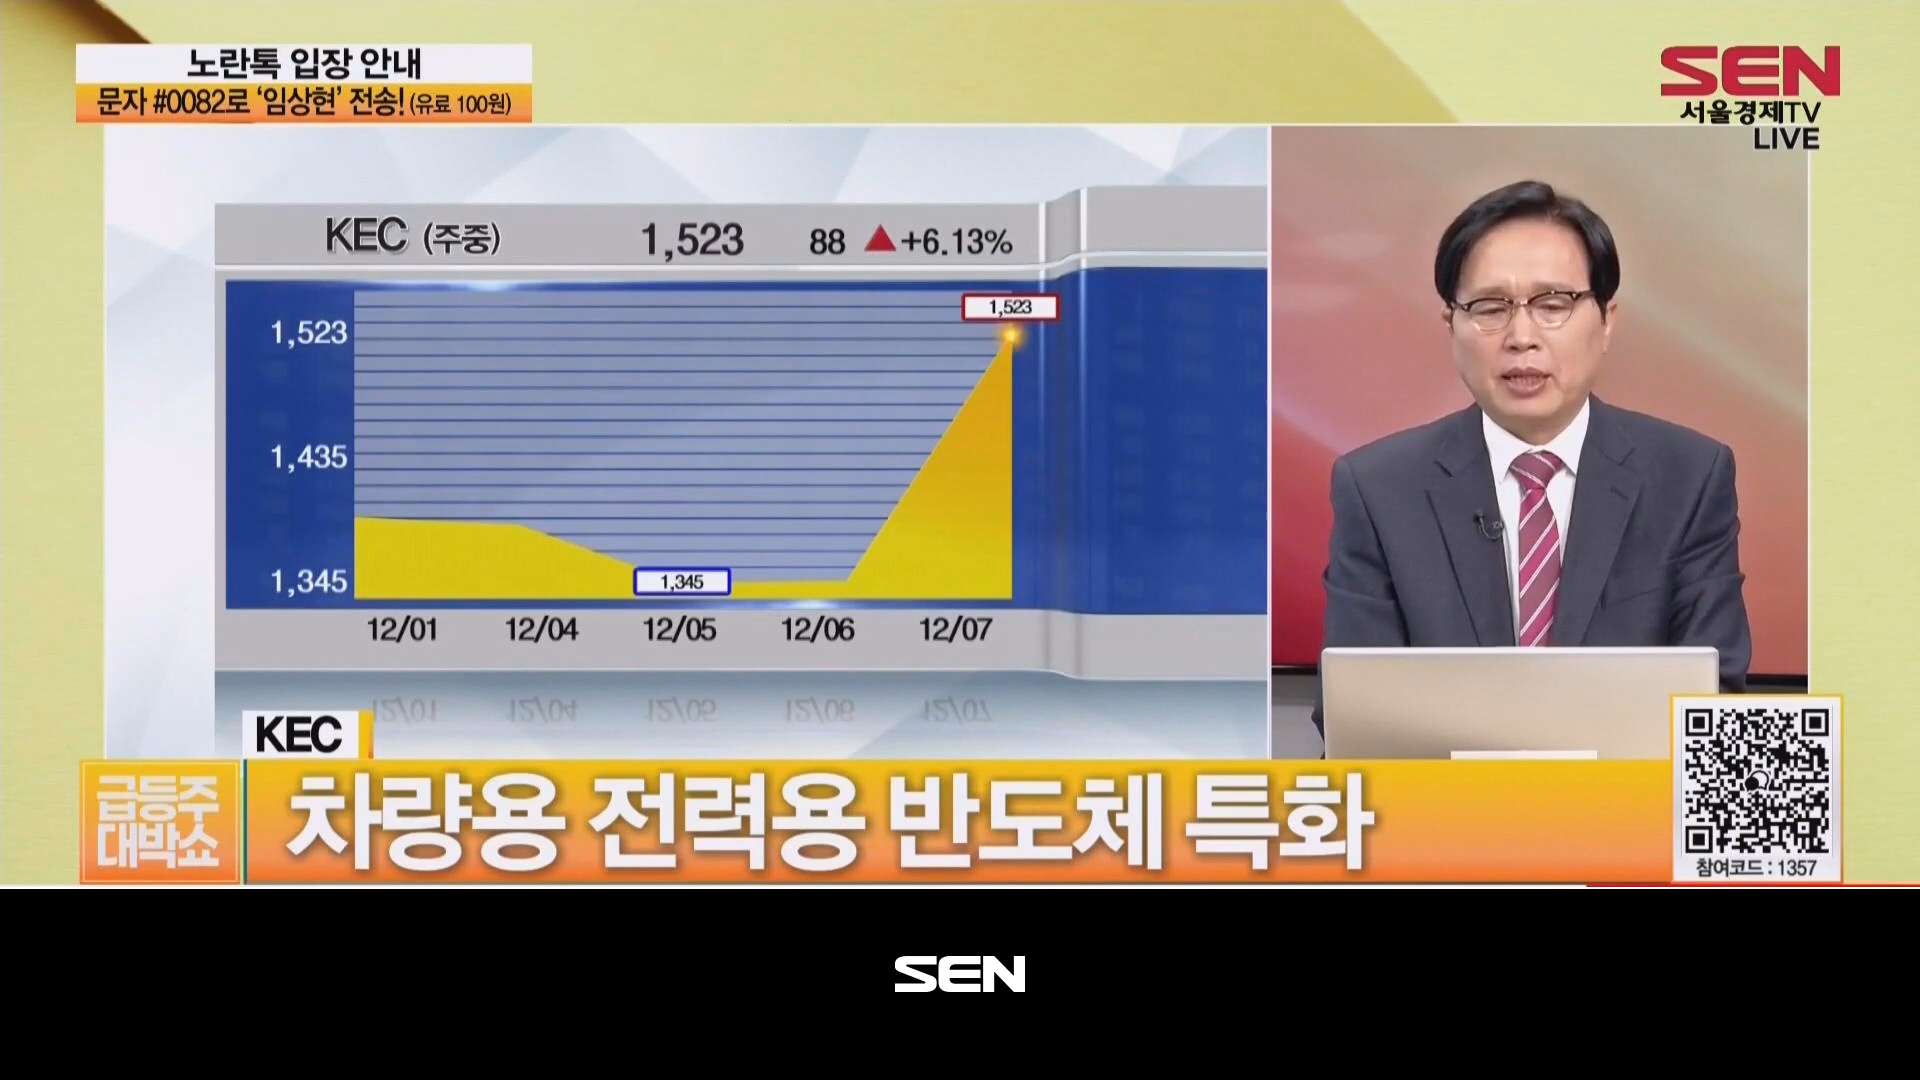 노란톡 입장 안내
문자 #0082로 '임상현' 전송! (유료 100원)
SEN
서울경제TV
LIVE
KEC (주중) 1,523 88 ▲+6.13%
1,523
1,523
1,435
1,345
1,345
12/01 12/04 12/05 12/06 12/07
KEC
급등주
대박쇼
차량용 전력용 반도체 특화
참여코드 : 1357
SEN